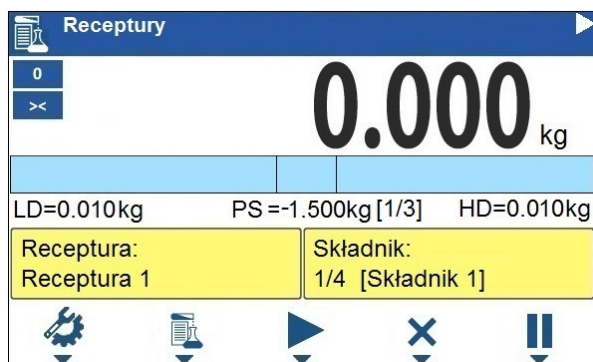 Receptury
0
><
0.000 kg
LD=0.010kg PS=-1.500kg [1/3] HD=0.010kg
Receptura:
Receptura 1
Składnik:
1/4 [Składnik 1]